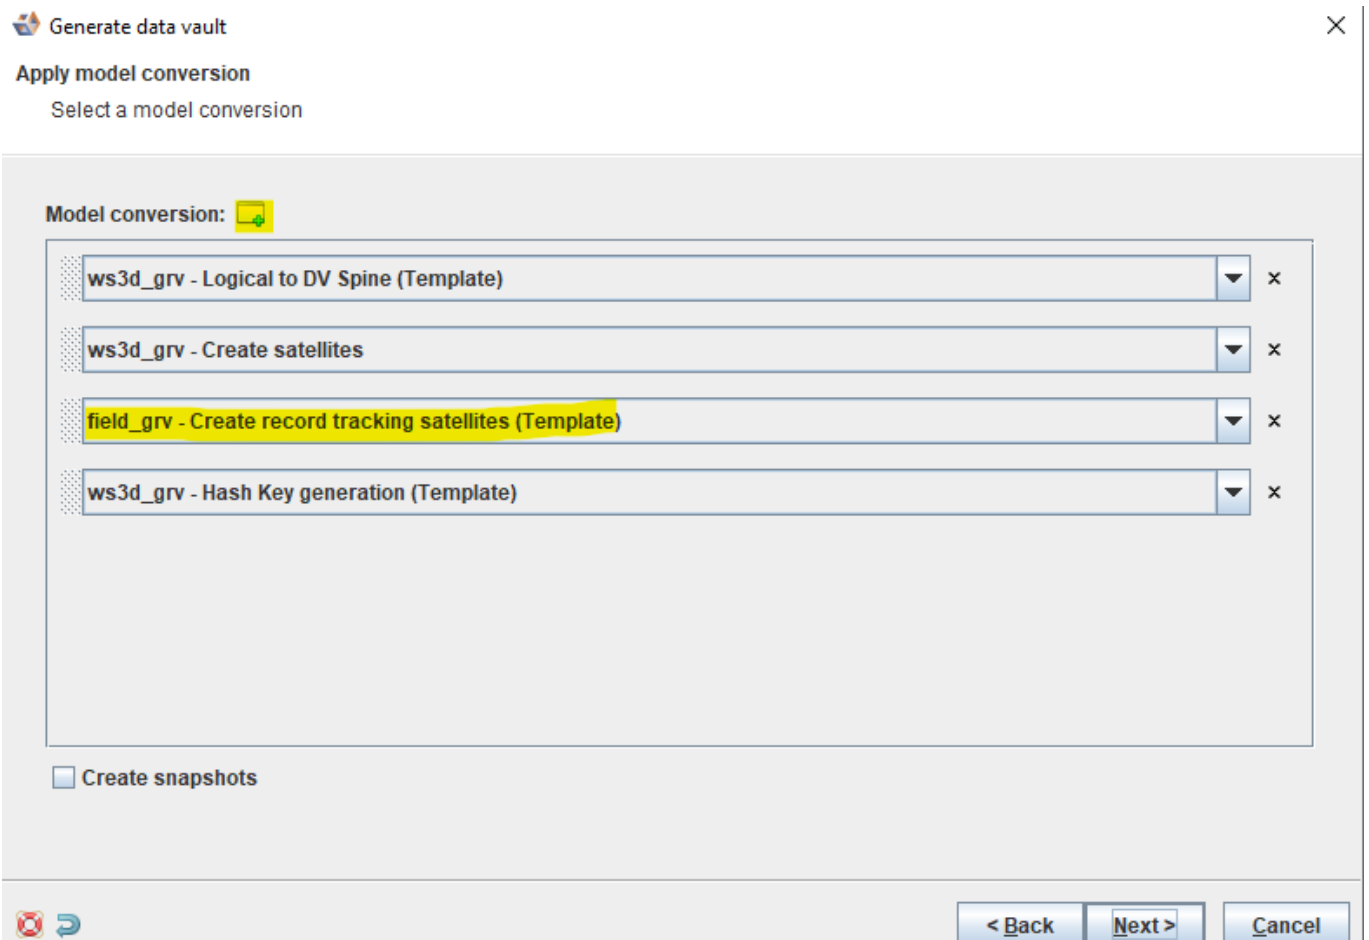 Generate data vault
Apply model conversion
Select a model conversion
Model conversion:
ws3d_grv - Logical to DV Spine (Template)
ws3d_grv - Create satellites
field_grv - Create record tracking satellites (Template)
ws3d_grv - Hash Key generation (Template)
Create snapshots
< Back Next > Cancel